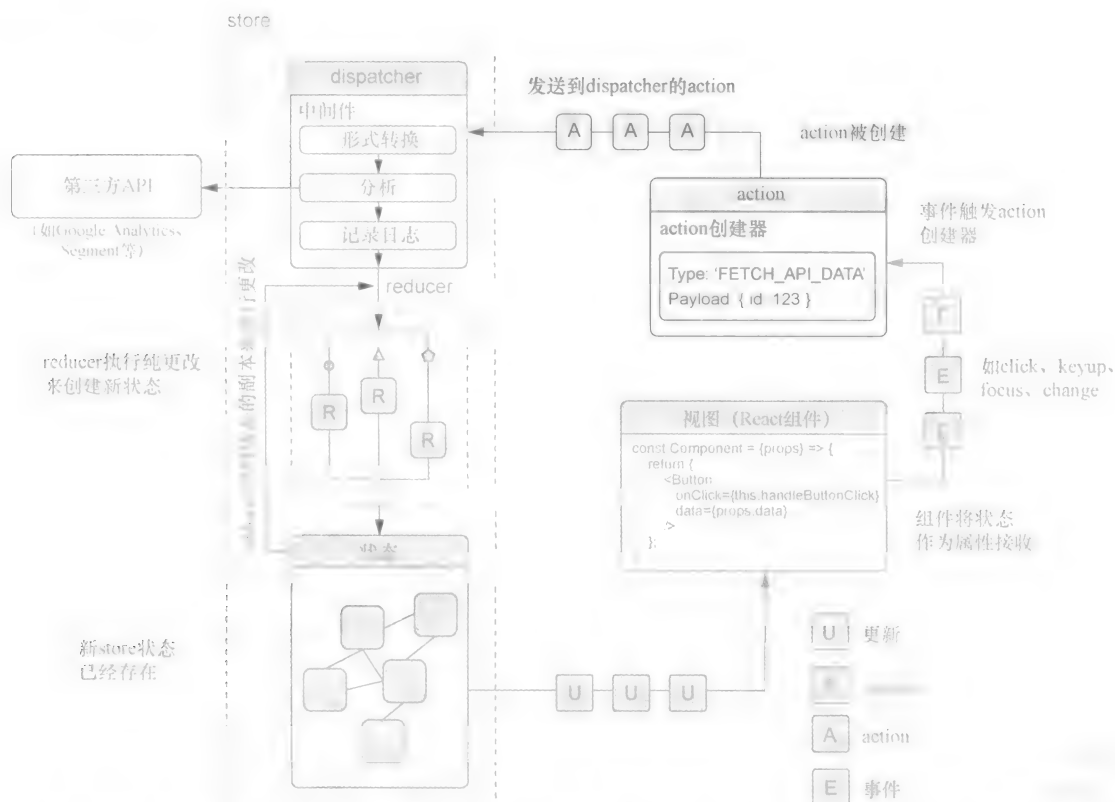 store
dispatcher
中间件
形式转换
分析
记录日志
第三方API
（如Google Analytics、
Segment等）
发送到dispatcher的action
A
A
A
action被创建
action
action创建器
Type: 'FETCH_API_DATA'
Payload { id 123 }
事件触发action
创建器
E
如click、keyup、
focus、change
reducer
reducer执行纯更改
来创建新状态
R
R
R
视图（React组件）
const Component = {props} => {
return {
<Button
onClick={this.handleButtonClick}
data={props.data}
>
};
组件将状态
作为属性接收
状态
新store状态
已经存在
U
U
U
U 更新
A action
E 事件